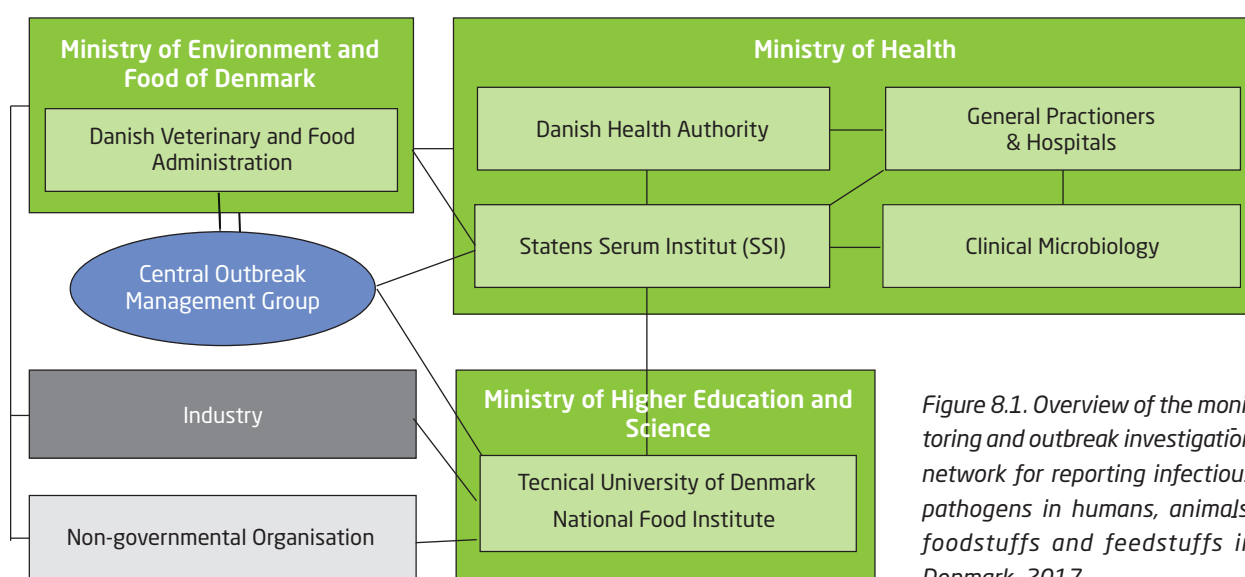 Ministry of Environment and
Food of Denmark
Danish Veterinary and Food
Administration
Central Outbreak
Management Group
Industry
Non-governmental Organisation
Ministry of Health
Danish Health Authority
General Practioners
& Hospitals
Statens Serum Institut (SSI)
Clinical Microbiology
Ministry of Higher Education and
Science
Tecnical University of Denmark
National Food Institute
Figure 8.1. Overview of the moni
toring and outbreak investigation
network for reporting infectious
pathogens in humans, animals
foodstuffs and feedstuffs in
Denmark, 2017